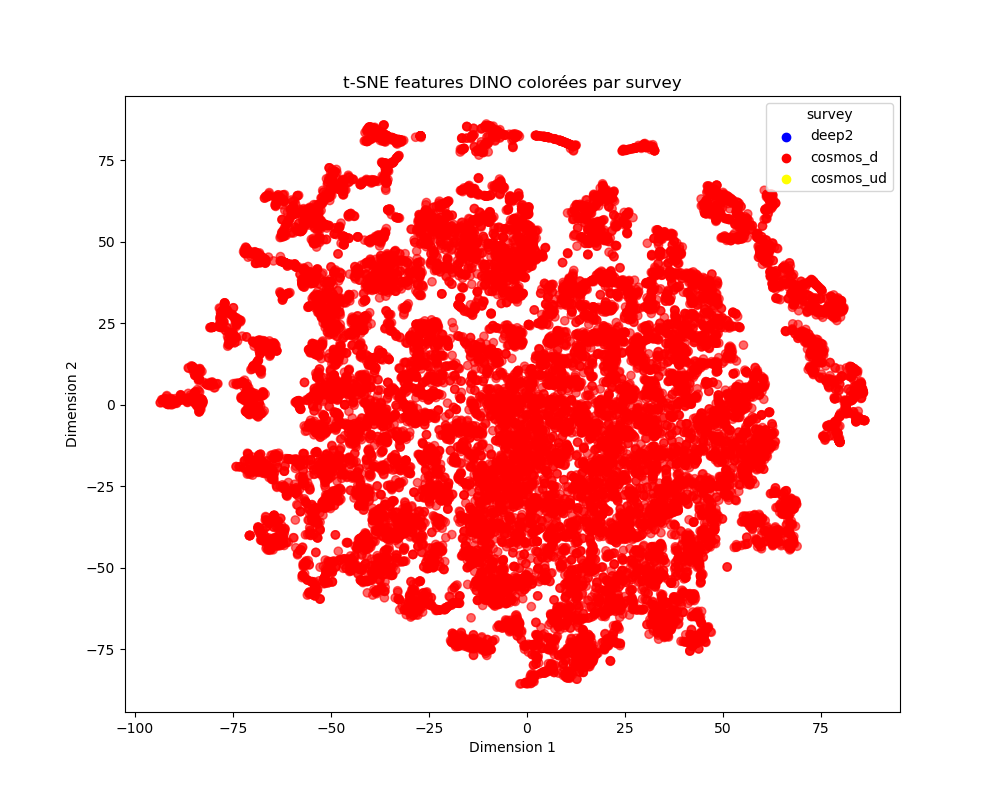 t-SNE features DINO colorées par survey
survey
deep2
cosmos_d
cosmos_ud
75
50
25
0
−25
−50
−75
Dimension 2
−100 −75 −50 −25 0 25 50 75
Dimension 1